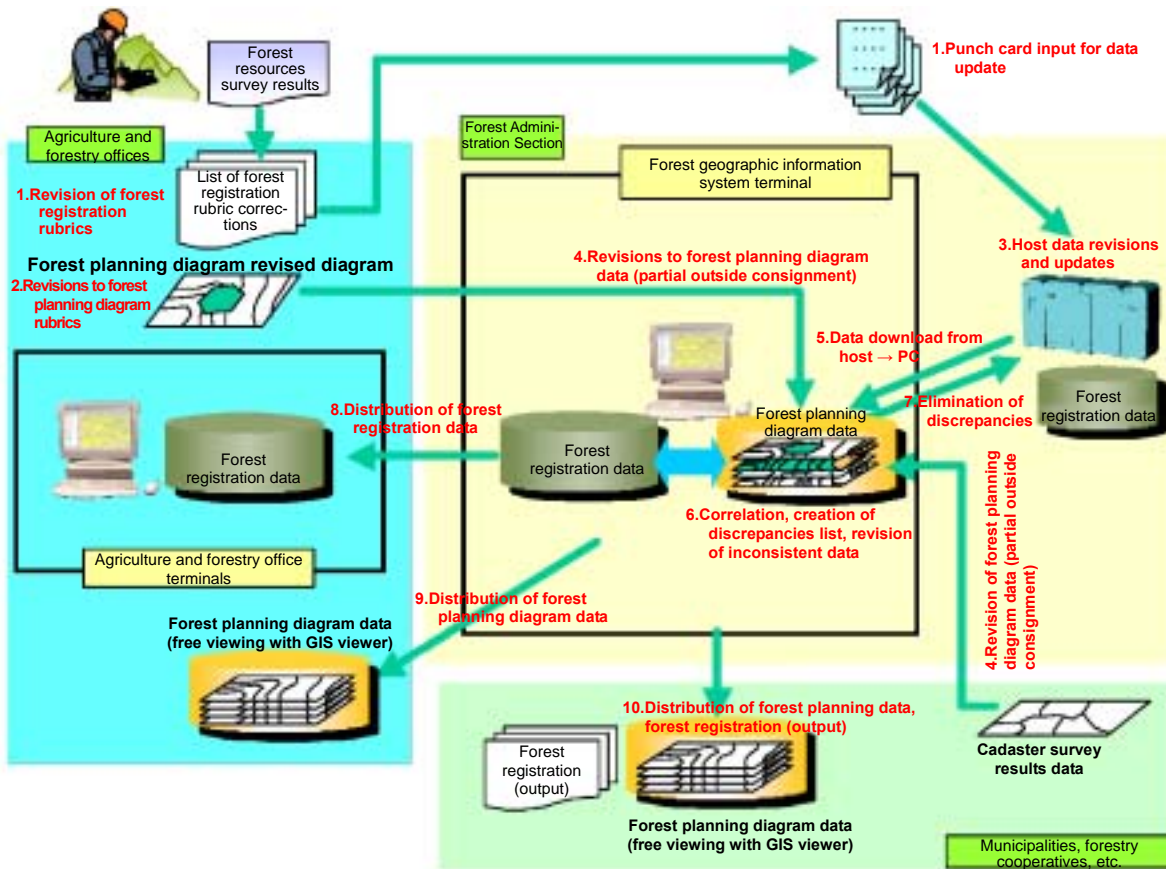 Forest
resources
survey results
1.Punch card input for data
update
Agriculture and
forestry offices
List of forest
registration
rubric correc-
tions
1.Revision of forest
registration
rubrics
Forest planning diagram revised diagram
2.Revisions to forest
planning diagram
rubrics
Forest Admini-
stration Section
Forest geographic information
system terminal
4.Revisions to forest planning diagram
data (partial outside consignment)
3.Host data revisions
and updates
5.Data download from
host → PC
7.Elimination of
discrepancies
Forest
registration data
Forest planning
diagram data
Forest
registration data
8.Distribution of forest
registration data
Forest
registration data
Agriculture and forestry office
terminals
6.Correlation, creation of
discrepancies list, revision
of inconsistent data
4.Revision of forest planning
diagram data (partial outside
consignment)
9.Distribution of forest
planning diagram data
Forest planning diagram data
(free viewing with GIS viewer)
10.Distribution of forest planning data,
forest registration (output)
Forest
registration
(output)
Forest planning diagram data
(free viewing with GIS viewer)
Cadaster survey
results data
Municipalities, forestry
cooperatives, etc.